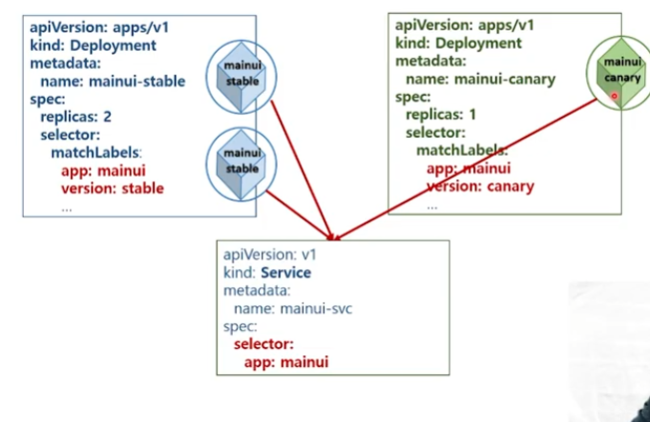 apiVersion: apps/v1
kind: Deployment
metadata:
name: mainui-stable
spec:
replicas: 2
selector:
matchLabels:
app: mainui
version: stable
...
mainui
stable
mainui
stable
apiVersion: apps/v1
kind: Deployment
metadata:
name: mainui-canary
spec:
replicas: 1
selector:
matchLabels:
app: mainui
version: canary
...
mainui
canary
apiVersion: v1
kind: Service
metadata:
name: mainui-svc
spec:
selector:
app: mainui